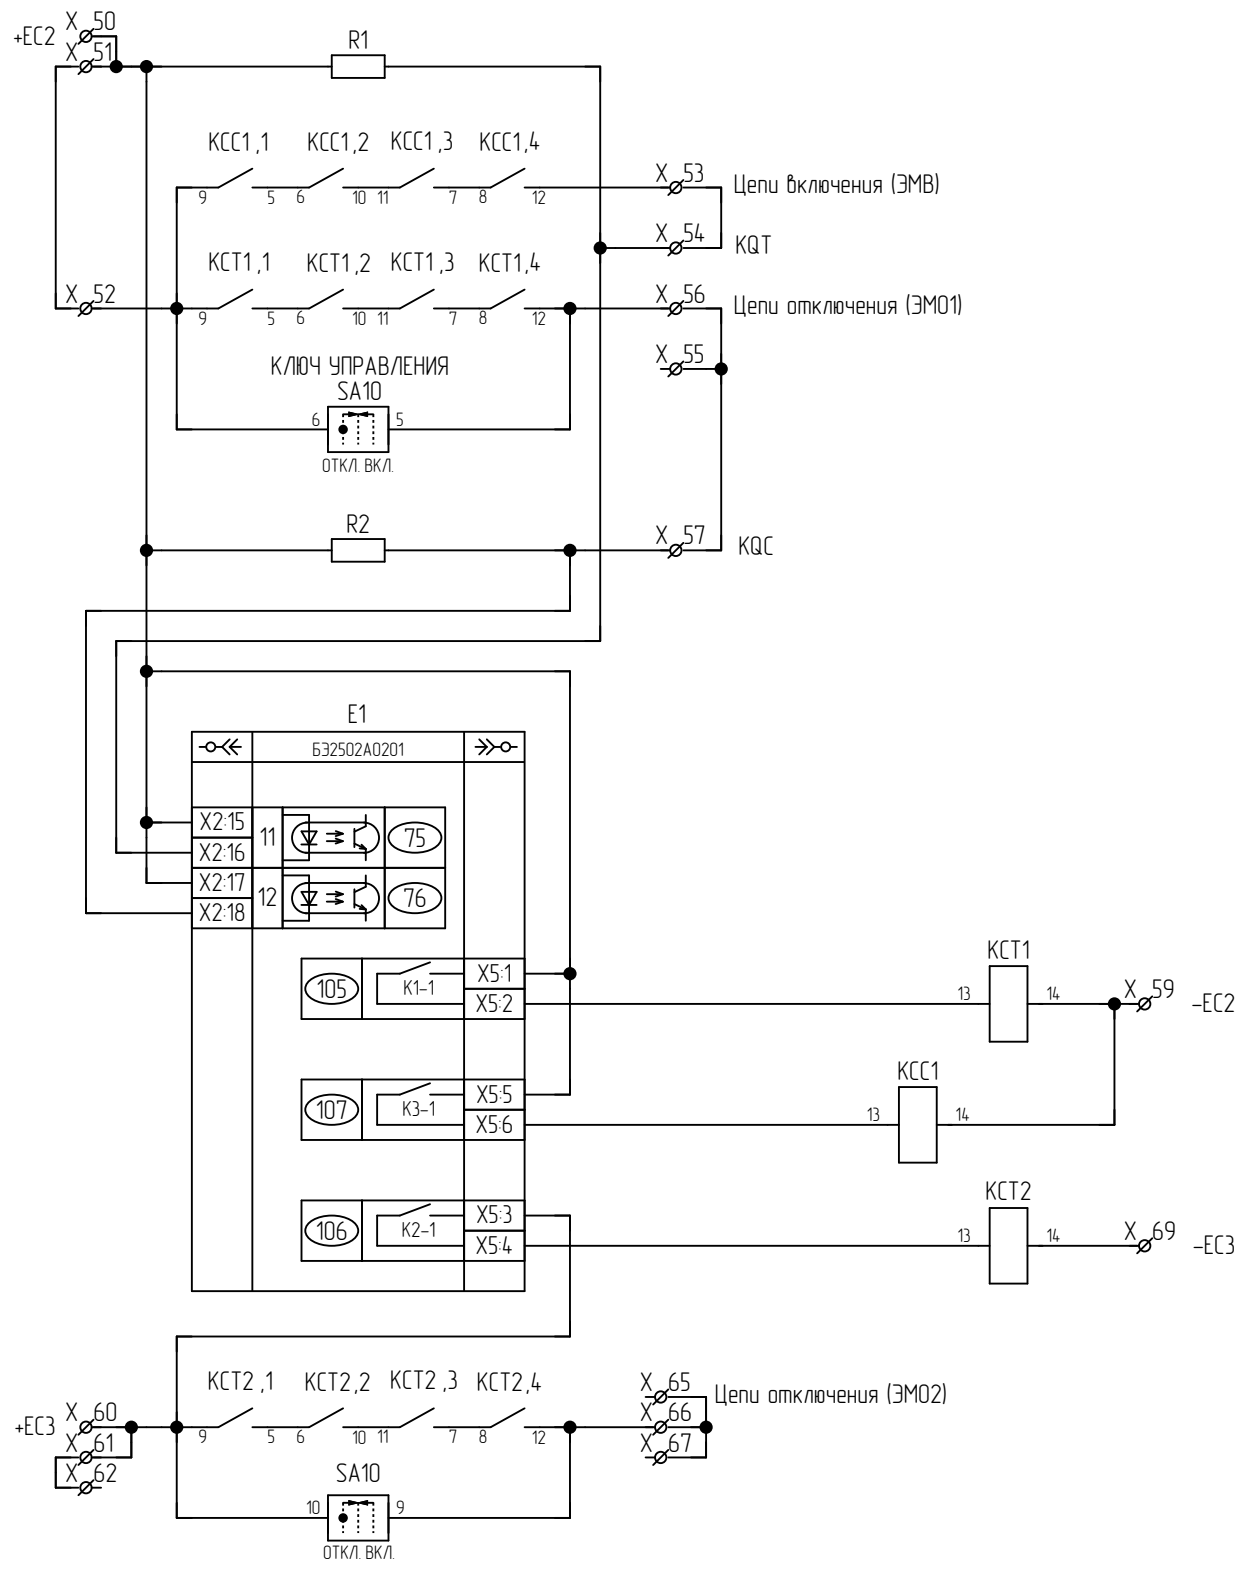 X 50
+EC2
X 51
R1
KCC1,1 KCC1,2 KCC1,3 KCC1,4
9 5 6 10 11 7 8 12
X 53
Цепи включения (ЭМВ)
X 54
KQT
KCT1,1 KCT1,2 KCT1,3 KCT1,4
X 52
9 5 6 10 11 7 8 12
X 56
Цепи отключения (ЭМО1)
X 55
КЛЮЧ УПРАВЛЕНИЯ
SA10
6 5
ОТКЛ. ВКЛ.
R2
X 57
KQC
E1
БЭ2502А0201
X2:15
11
75
X2:16
X2:17
12
76
X2:18
105
K1-1
X5:1
X5:2
KCT1
13 14
X 59
-EC2
107
K3-1
X5:5
X5:6
KCC1
13 14
106
K2-1
X5:3
X5:4
KCT2
13 14
X 69
-EC3
KCT2,1 KCT2,2 KCT2,3 KCT2,4
X 65
Цепи отключения (ЭМО2)
+EC3
X 60
9 5 6 10 11 7 8 12
X 66
X 61
X 67
X 62
SA10
10 9
ОТКЛ. ВКЛ.